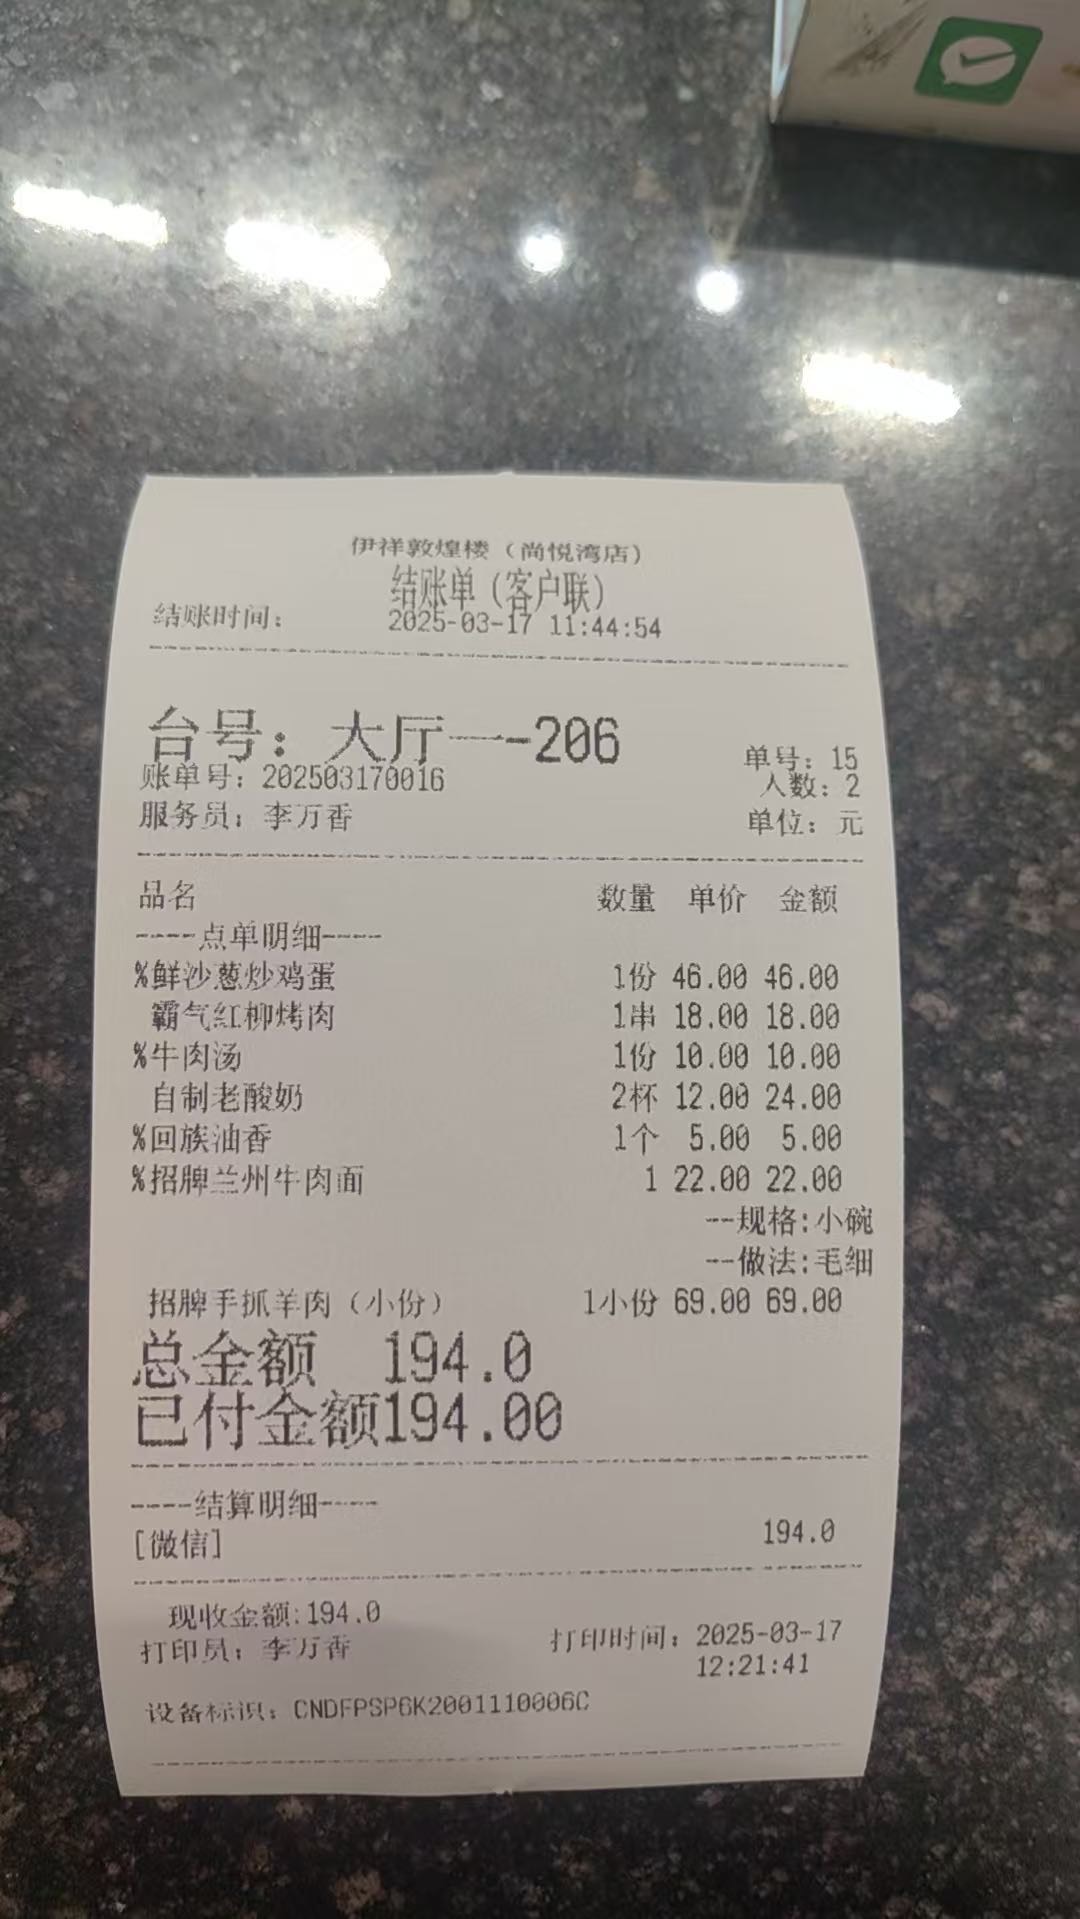 伊祥敦煌楼（尚悦湾店）
结账单（客户联）
结账时间： 2025-03-17 11:44:54
台号：大厅一-206
单号：15
账单号：202503170016
人数：2
服务员：李万香
单位：元
品名 数量 单价 金额
----点单明细----
%鲜沙葱炒鸡蛋 1份 46.00 46.00
霸气红柳烤肉 1串 18.00 18.00
%牛肉汤 1份 10.00 10.00
自制老酸奶 2杯 12.00 24.00
%回族油香 1个 5.00 5.00
%招牌兰州牛肉面 1 22.00 22.00
--规格:小碗
--做法:毛细
招牌手抓羊肉（小份） 1小份 69.00 69.00
总金额 194.0
已付金额194.00
----结算明细----
[微信] 194.0
现收金额:194.0
打印员：李万香 打印时间：2025-03-17
12:21:41
设备标识：CNDFPSP6K2001110006C